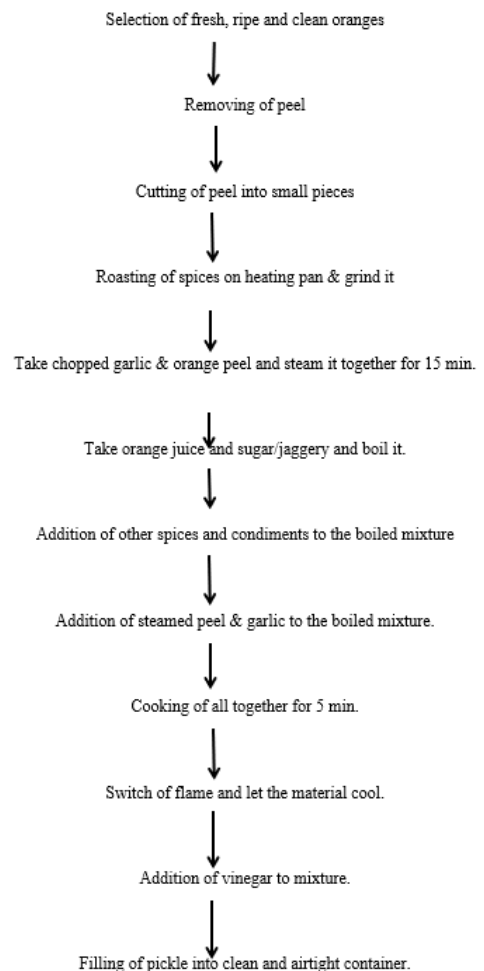 Selection of fresh, ripe and clean oranges
Removing of peel
Cutting of peel into small pieces
Roasting of spices on heating pan & grind it
Take chopped garlic & orange peel and steam it together for 15 min.
Take orange juice and sugar/jaggery and boil it.
Addition of other spices and condiments to the boiled mixture
Addition of steamed peel & garlic to the boiled mixture.
Cooking of all together for 5 min.
Switch of flame and let the material cool.
Addition of vinegar to mixture.
Filling of pickle into clean and airtight container.